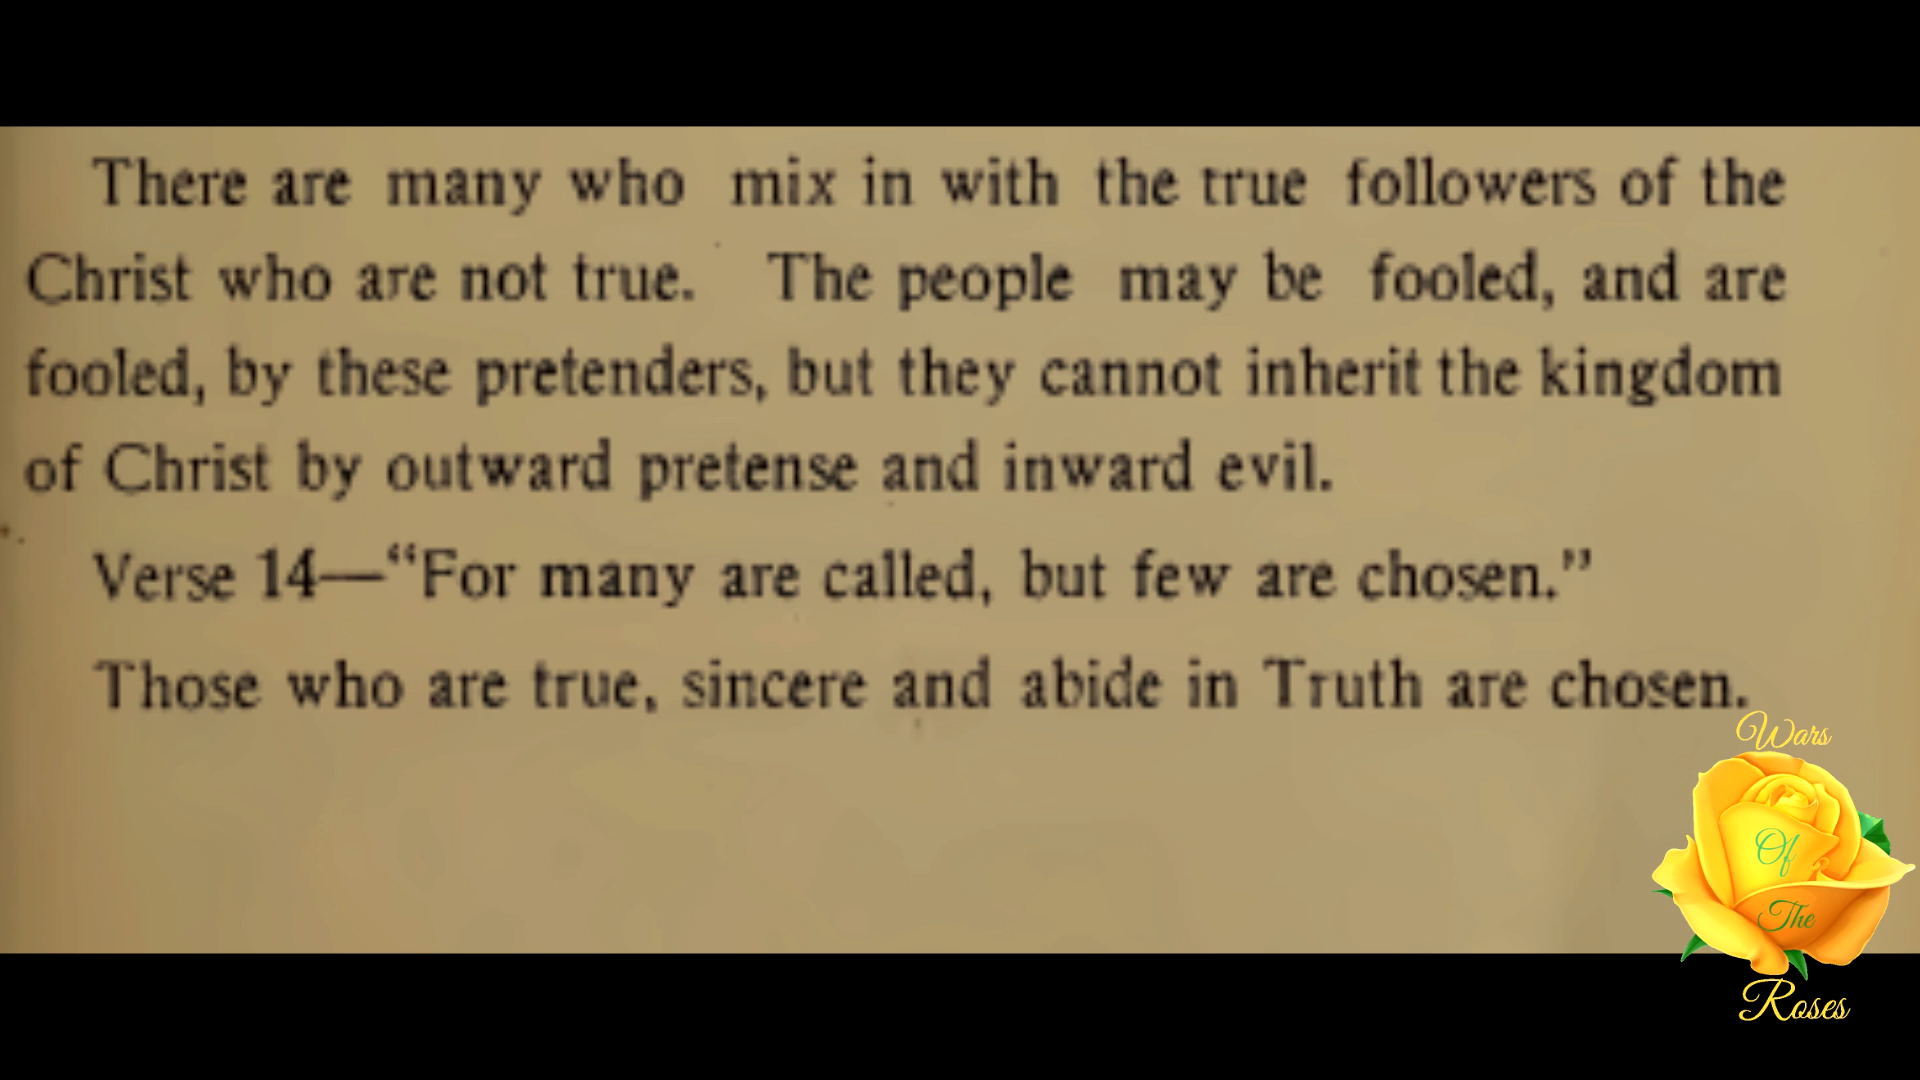 There are many who mix in with the true followers of the
Christ who are not true. The people may be fooled, and are
fooled, by these pretenders, but they cannot inherit the kingdom
of Christ by outward pretense and inward evil.
Verse 14—“For many are called, but few are chosen.”
Those who are true, sincere and abide in Truth are chosen.
Wars
Of
The
Roses